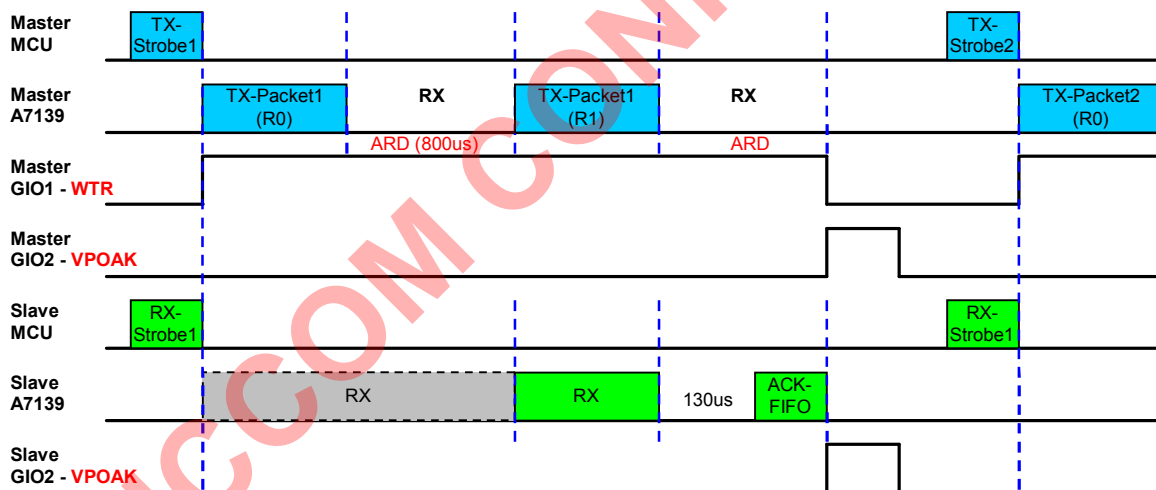 Master
MCU
TX-
Strobe1
TX-
Strobe2
Master
A7139
TX-Packet1
(R0)
RX
TX-Packet1
(R1)
RX
TX-Packet2
(R0)
ARD (800us)
ARD
Master
GIO1 - WTR
Master
GIO2 - VPOAK
Slave
MCU
RX-
Strobe1
RX-
Strobe1
Slave
A7139
RX
RX
130us
ACK-
FIFO
Slave
GIO2 - VPOAK